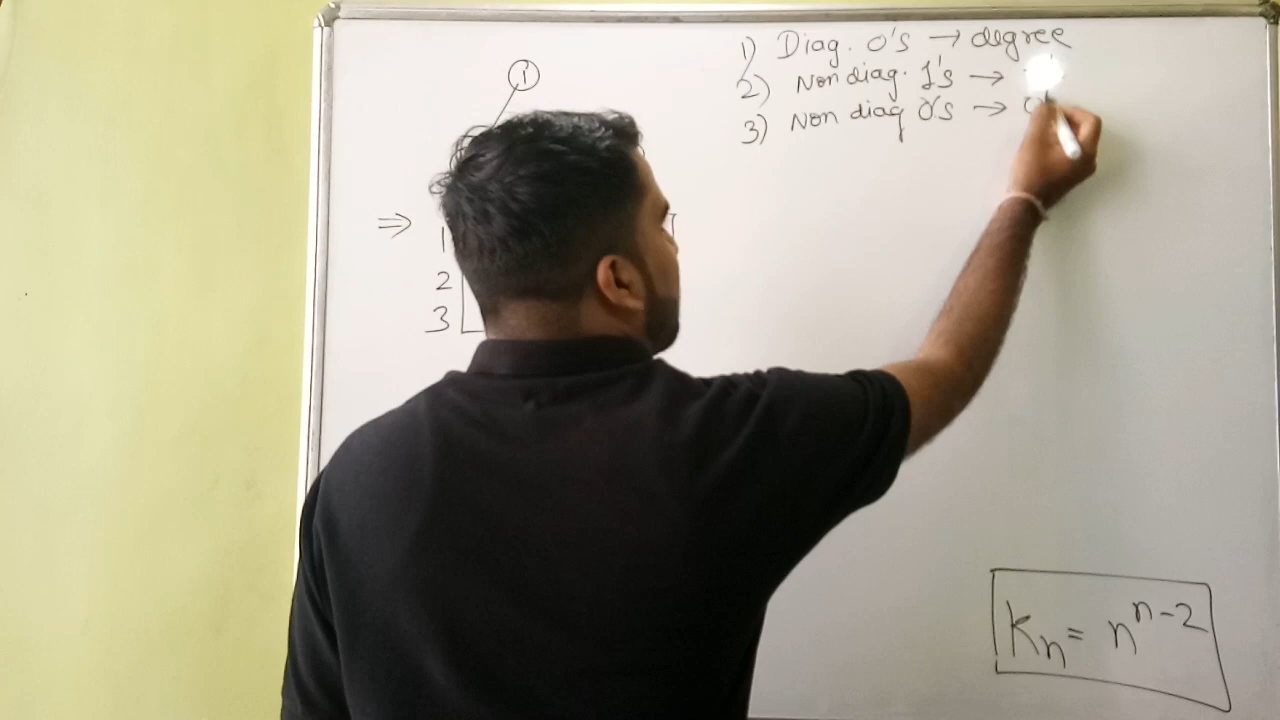 1) Diag. 0's → degree
2) Non diag. 1's →
3) Non diag 0's →
①
⇒
1
2
3
Kn = n^n-2